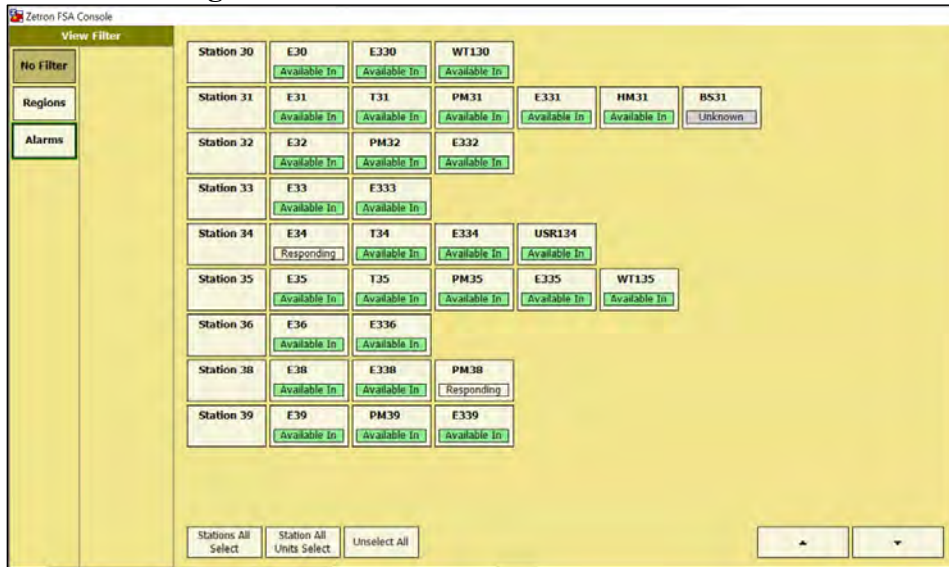 Zetron FSA Console
View Filter
No Filter
Regions
Alarms
Station 30 E30 E330 WT130
Available In Available In Available In
Station 31 E31 T31 PM31 E331 HM31 BS31
Available In Available In Available In Available In Available In Unknown
Station 32 E32 PM32 E332
Available In Available In Available In
Station 33 E33 E333
Available In Available In
Station 34 E34 T34 E334 USR134
Responding Available In Available In Available In
Station 35 E35 T35 PM35 E335 WT135
Available In Available In Available In Available In Available In
Station 36 E36 E336
Available In Available In
Station 38 E38 E338 PM38
Available In Available In Responding
Station 39 E39 PM39 E339
Available In Available In Available In
Stations All Select
Station All Units Select
Unselect All